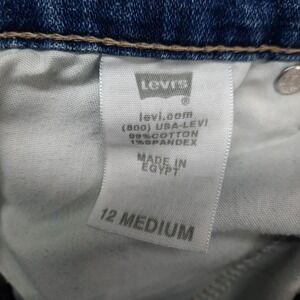 Levi's
®
levi.com
(800) USA-LEVI
99%COTTON
1%SPANDEX
MADE IN
EGYPT
12 MEDIUM